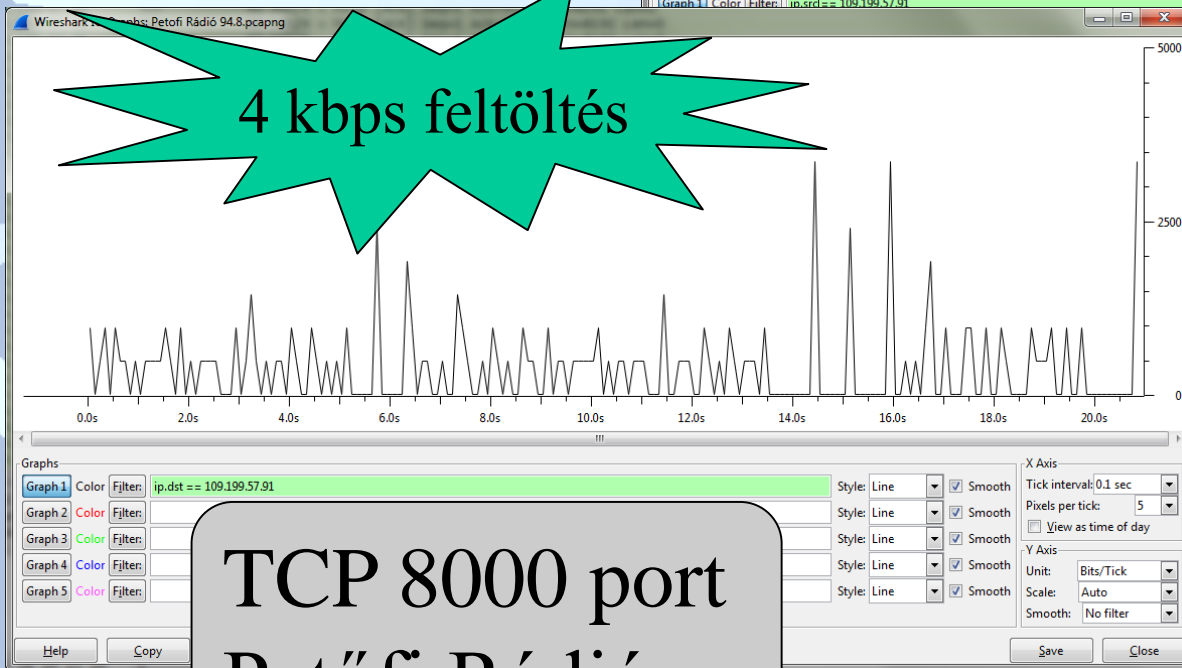 Graph 1 Color Filter: ip.src == 109.199.57.91
Wireshark IO Graphs: Petofi Rádió 94.8.pcapng
4 kbps feltöltés
5000
2500
0
0.0s 2.0s 4.0s 6.0s 8.0s 10.0s 12.0s 14.0s 16.0s 18.0s 20.0s
Graphs
Graph 1 Color Filter: ip.dst == 109.199.57.91 Style: Line Smooth
Graph 2 Color Filter: Style: Line Smooth
Graph 3 Color Filter: Style: Line Smooth
Graph 4 Color Filter: Style: Line Smooth
Graph 5 Color Filter: Style: Line Smooth
X Axis
Tick interval: 0.1 sec
Pixels per tick: 5
View as time of day
Y Axis
Unit: Bits/Tick
Scale: Auto
Smooth: No filter
TCP 8000 port
Petőfi Rádió
Help Copy Save Close